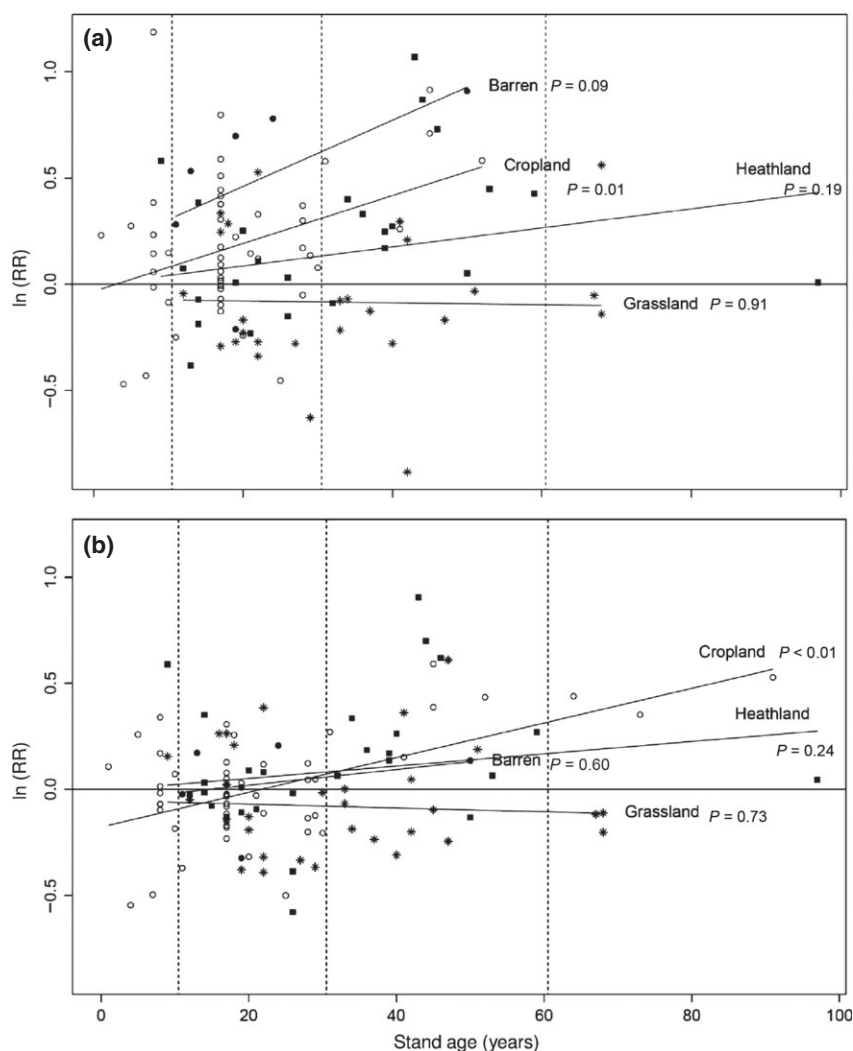 (a)
1.0
0.5
0.0
−0.5
ln (RR)
Barren P = 0.09
Cropland
P = 0.01
Heathland
P = 0.19
Grassland P = 0.91
(b)
1.0
0.5
0.0
−0.5
ln (RR)
Cropland P < 0.01
Heathland
P = 0.24
Barren P = 0.60
Grassland P = 0.73
0 20 40 60 80 100
Stand age (years)